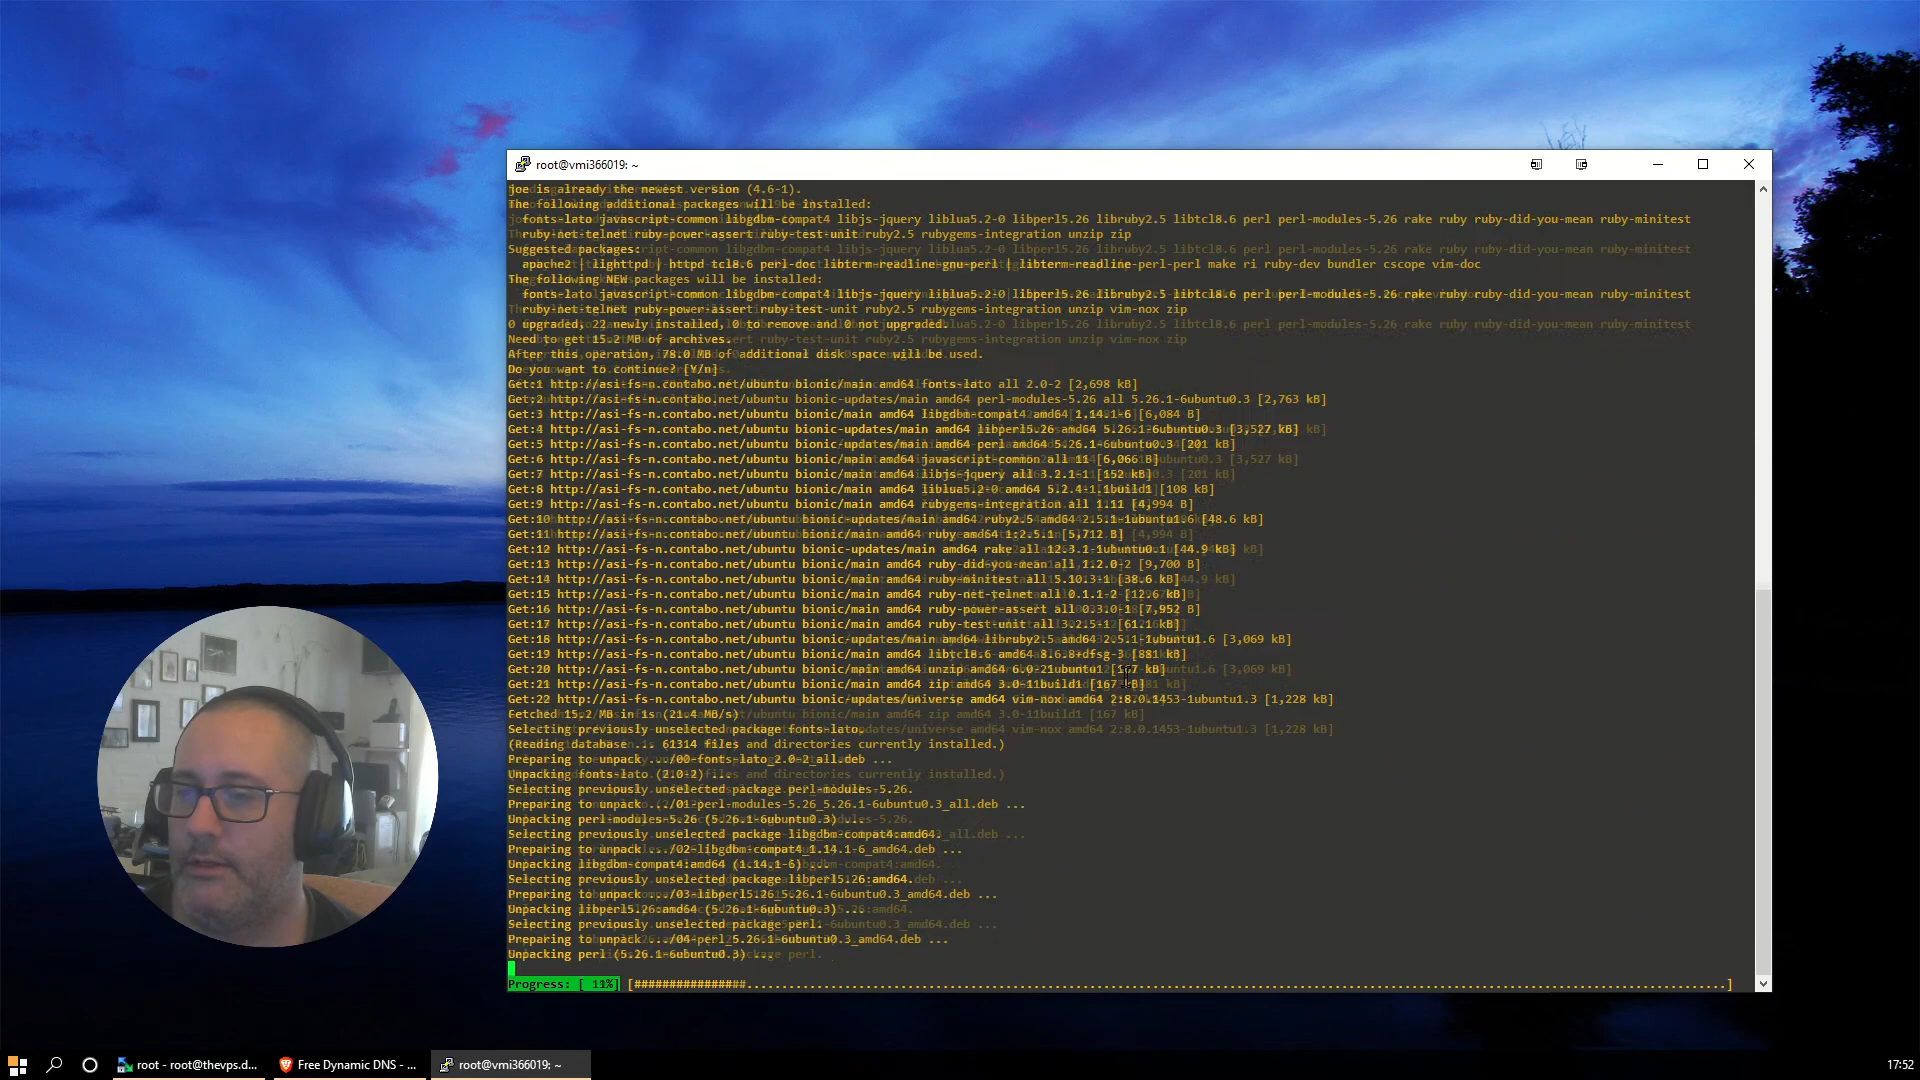 root@vmi366019: ~
joe is already the newest version (4.6-1).
The following additional packages will be installed:
fonts-lato javascript-common libgdbm-compat4 libjs-jquery liblua5.2-0 libperl5.26 libruby2.5 libtcl8.6 perl perl-modules-5.26 rake ruby ruby-did-you-mean ruby-minitest
ruby-net-telnet ruby-power-assert ruby-test-unit ruby2.5 rubygems-integration unzip zip
Suggested packages:
apache2 | lighttpd | httpd tcl8.6 perl-doc libterm-readline-gnu-perl | libterm-readline-perl-perl make ri ruby-dev bundler cscope vim-doc
The following NEW packages will be installed:
fonts-lato javascript-common libgdbm-compat4 libjs-jquery liblua5.2-0 libperl5.26 libruby2.5 libtcl8.6 perl perl-modules-5.26 rake ruby ruby-did-you-mean ruby-minitest
ruby-net-telnet ruby-power-assert ruby-test-unit ruby2.5 rubygems-integration unzip vim-nox zip
0 upgraded, 22 newly installed, 0 to remove and 0 not upgraded.
Need to get 15.2 MB of archives.
After this operation, 78.0 MB of additional disk space will be used.
Do you want to continue? [Y/n]
Get:1 http://asi-fs-n.contabo.net/ubuntu bionic/main amd64 fonts-lato all 2.0-2 [2,698 kB]
Get:2 http://asi-fs-n.contabo.net/ubuntu bionic-updates/main amd64 perl-modules-5.26 all 5.26.1-6ubuntu0.3 [2,763 kB]
Get:3 http://asi-fs-n.contabo.net/ubuntu bionic/main amd64 libgdbm-compat4 amd64 1.14.1-6 [6,084 B]
Get:4 http://asi-fs-n.contabo.net/ubuntu bionic-updates/main amd64 libperl5.26 amd64 5.26.1-6ubuntu0.3 [3,527 kB]
Get:5 http://asi-fs-n.contabo.net/ubuntu bionic-updates/main amd64 perl amd64 5.26.1-6ubuntu0.3 [201 kB]
Get:6 http://asi-fs-n.contabo.net/ubuntu bionic/main amd64 javascript-common all 11 [6,066 B]
Get:7 http://asi-fs-n.contabo.net/ubuntu bionic/main amd64 libjs-jquery all 3.2.1-1 [152 kB]
Get:8 http://asi-fs-n.contabo.net/ubuntu bionic/main amd64 liblua5.2-0 amd64 5.2.4-1.1build1 [108 kB]
Get:9 http://asi-fs-n.contabo.net/ubuntu bionic/main amd64 rubygems-integration all 1.11 [4,994 B]
Get:10 http://asi-fs-n.contabo.net/ubuntu bionic-updates/main amd64 ruby2.5 amd64 2.5.1-1ubuntu1.6 [48.6 kB]
Get:11 http://asi-fs-n.contabo.net/ubuntu bionic/main amd64 ruby amd64 1:2.5.1 [5,712 B]
Get:12 http://asi-fs-n.contabo.net/ubuntu bionic-updates/main amd64 rake all 12.3.1-1ubuntu0.1 [44.9 kB]
Get:13 http://asi-fs-n.contabo.net/ubuntu bionic/main amd64 ruby-did-you-mean all 1.2.0-2 [9,700 B]
Get:14 http://asi-fs-n.contabo.net/ubuntu bionic/main amd64 ruby-minitest all 5.10.3-1 [38.6 kB]
Get:15 http://asi-fs-n.contabo.net/ubuntu bionic/main amd64 ruby-net-telnet all 0.1.1-2 [12.6 kB]
Get:16 http://asi-fs-n.contabo.net/ubuntu bionic/main amd64 ruby-power-assert all 0.3.0-1 [7,952 B]
Get:17 http://asi-fs-n.contabo.net/ubuntu bionic/main amd64 ruby-test-unit all 3.2.5-1 [61.1 kB]
Get:18 http://asi-fs-n.contabo.net/ubuntu bionic-updates/main amd64 libruby2.5 amd64 2.5.1-1ubuntu1.6 [3,069 kB]
Get:19 http://asi-fs-n.contabo.net/ubuntu bionic/main amd64 libtcl8.6 amd64 8.6.8+dfsg-3 [881 kB]
Get:20 http://asi-fs-n.contabo.net/ubuntu bionic/main amd64 unzip amd64 6.0-21ubuntu1 kB]
Get:21 http://asi-fs-n.contabo.net/ubuntu bionic/main amd64 zip amd64 3.0-11build1 [167 kB]
Get:22 http://asi-fs-n.contabo.net/ubuntu bionic-updates/universe amd64 vim-nox amd64 2:8.0.1453-1ubuntu1.3 [1,228 kB]
Fetched 15.2 MB in 1s (21.4 MB/s)
Selecting previously unselected package fonts-lato.
(Reading database ... 61314 files and directories currently installed.)
Preparing to unpack .../00-fonts-lato_2.0-2_all.deb ...
Unpacking fonts-lato (2.0-2) ...
Selecting previously unselected package perl-modules-5.26.
Preparing to unpack .../01-perl-modules-5.26_5.26.1-6ubuntu0.3_all.deb ...
Unpacking perl-modules-5.26 (5.26.1-6ubuntu0.3) ...
Selecting previously unselected package libgdbm-compat4:amd64.
Preparing to unpack .../02-libgdbm-compat4_1.14.1-6_amd64.deb ...
Unpacking libgdbm-compat4:amd64 (1.14.1-6) ...
Selecting previously unselected package libperl5.26:amd64.
Preparing to unpack .../03-libperl5.26_5.26.1-6ubuntu0.3_amd64.deb ...
Unpacking libperl5.26:amd64 (5.26.1-6ubuntu0.3) ...
Selecting previously unselected package perl.
Preparing to unpack .../04-perl_5.26.1-6ubuntu0.3_amd64.deb ...
Unpacking perl (5.26.1-6ubuntu0.3) ...
Progress: [ 11%]
root - root@thevps.d...
Free Dynamic DNS - ...
root@vmi366019: ~
17:52